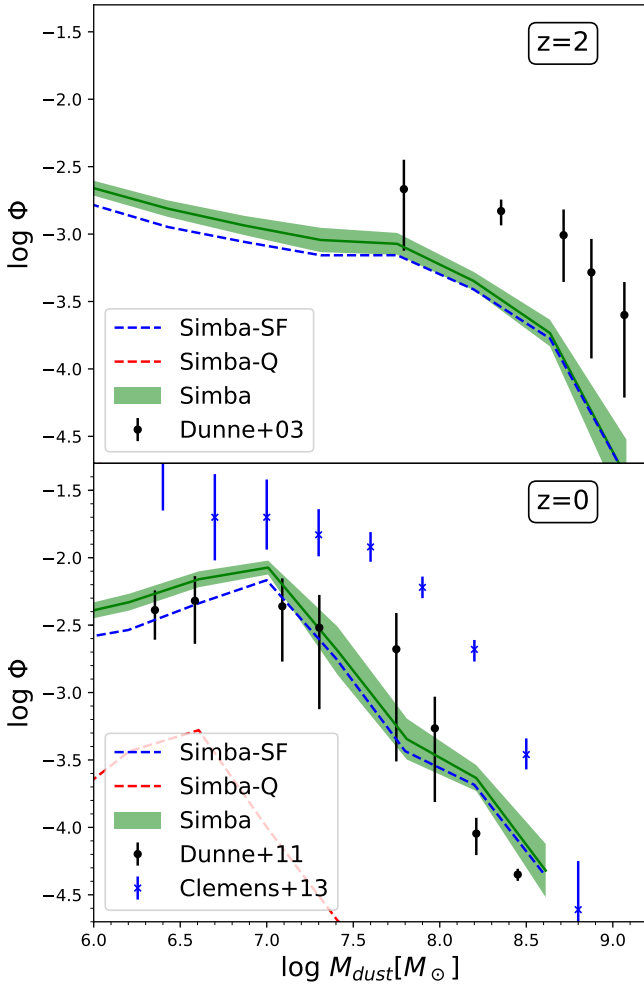 z=2
−1.5
−2.0
−2.5
−3.0
−3.5
−4.0
−4.5
log Φ
Simba-SF
Simba-Q
Simba
Dunne+03
z=0
−1.5
−2.0
−2.5
−3.0
−3.5
−4.0
−4.5
log Φ
Simba-SF
Simba-Q
Simba
Dunne+11
Clemens+13
6.0 6.5 7.0 7.5 8.0 8.5 9.0
log M_dust[M_⊙]